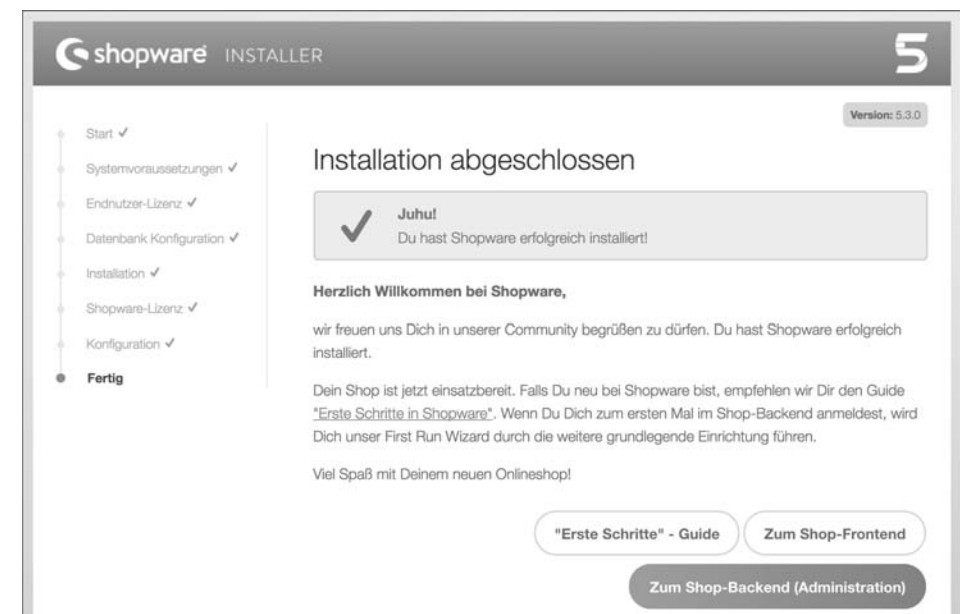 shopware INSTALLER
5
Version: 5.3.0
Start ✓
Systemvoraussetzungen ✓
Endnutzer-Lizenz ✓
Datenbank Konfiguration ✓
Installation ✓
Shopware-Lizenz ✓
Konfiguration ✓
Fertig
Installation abgeschlossen
Juhu!
Du hast Shopware erfolgreich installiert!
Herzlich Willkommen bei Shopware,
wir freuen uns Dich in unserer Community begrüßen zu dürfen. Du hast Shopware erfolgreich
installiert.
Dein Shop ist jetzt einsatzbereit. Falls Du neu bei Shopware bist, empfehlen wir Dir den Guide
"Erste Schritte in Shopware". Wenn Du Dich zum ersten Mal im Shop-Backend anmeldest, wird
Dich unser First Run Wizard durch die weitere grundlegende Einrichtung führen.
Viel Spaß mit Deinem neuen Onlineshop!
"Erste Schritte" - Guide
Zum Shop-Frontend
Zum Shop-Backend (Administration)